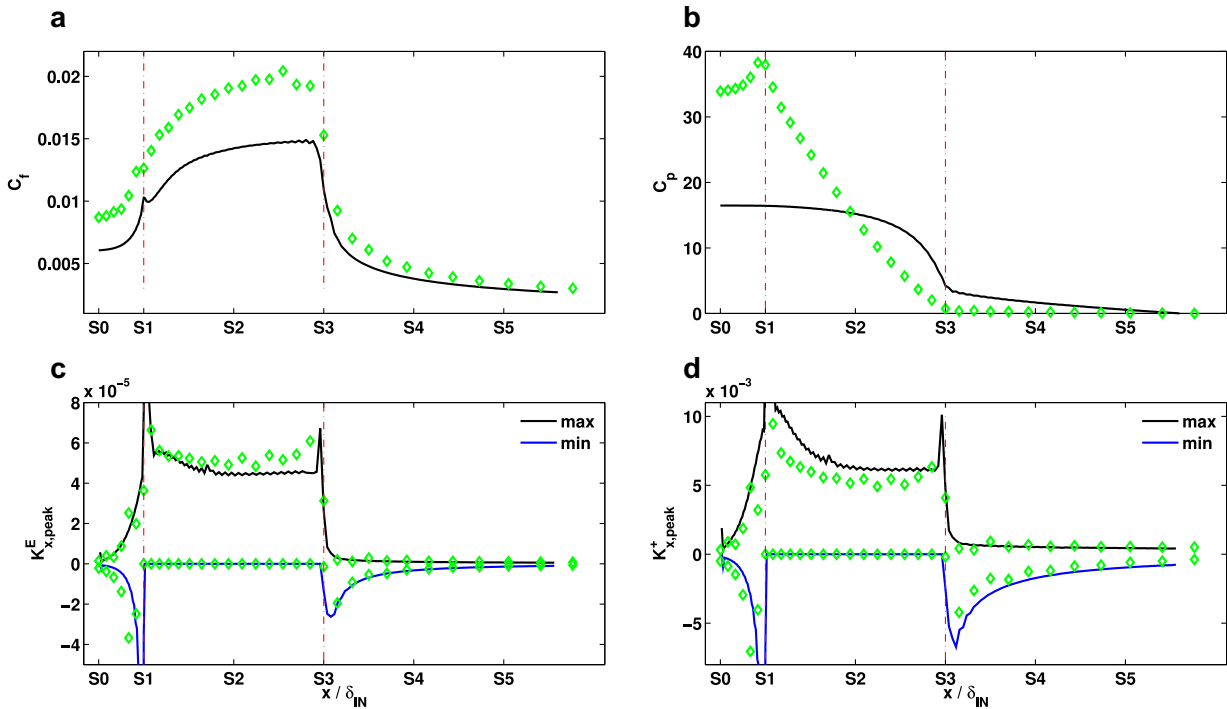 a
b
C_f
0.02
0.015
0.01
0.005
S0 S1 S2 S3 S4 S5
C_p
40
30
20
10
0
S0 S1 S2 S3 S4 S5
c
d
x 10^-5
K^E_x,peak
8
6
4
2
0
−2
−4
max
min
S0 S1 S2 S3 S4 S5
x / δ_IN
x 10^-3
K^+_x,peak
10
5
0
−5
max
min
S0 S1 S2 S3 S4 S5
x / δ_IN